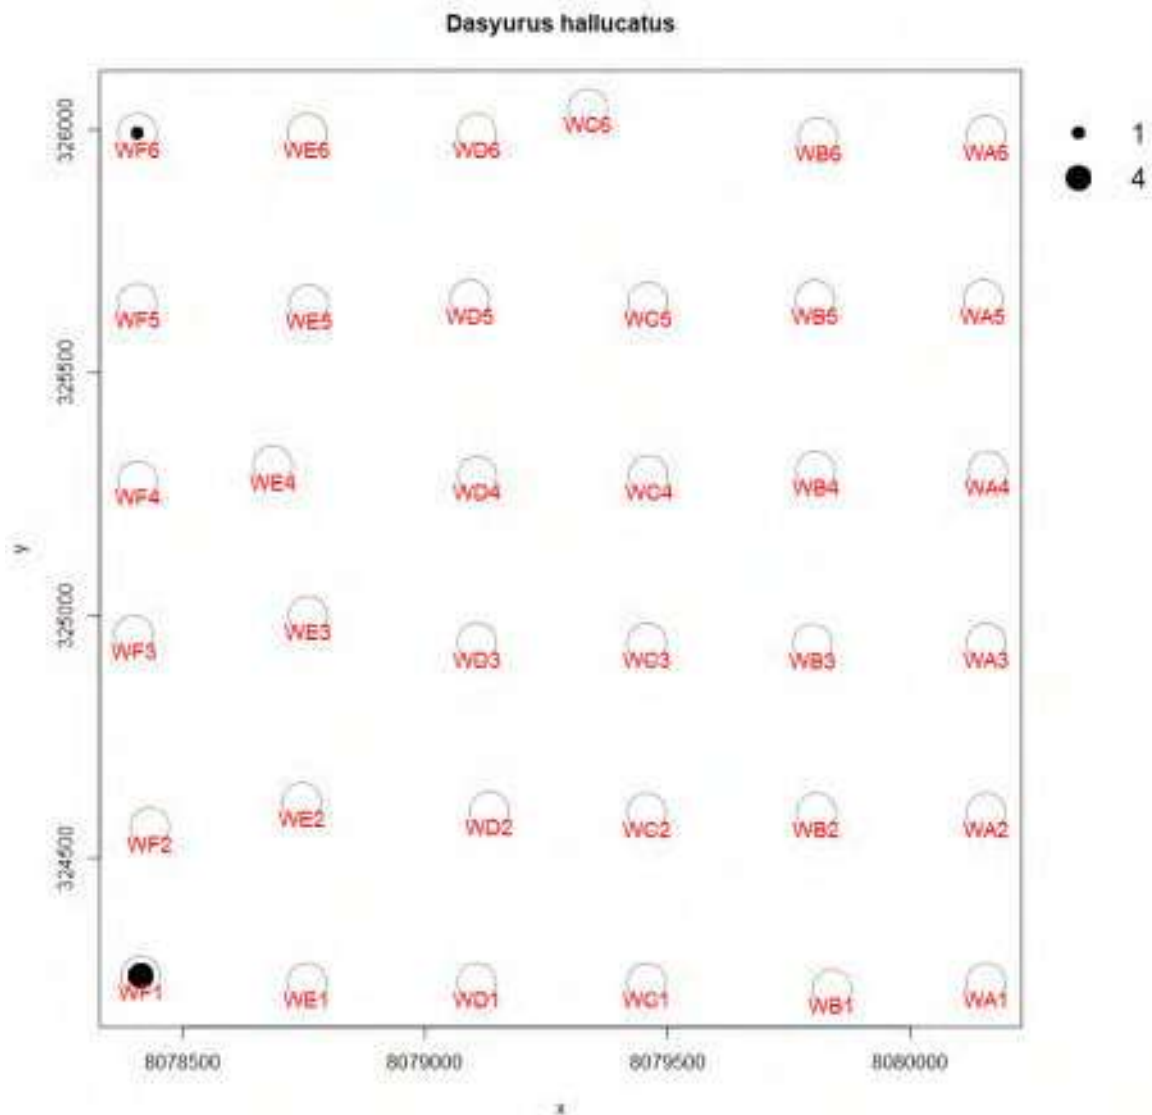 Dasyurus hallucatus
326000
WF6 WE6 WD6 WC6 WB6 WA6
1
4
WF5 WE5 WD5 WC5 WB5 WA5
325500
WF4 WE4 WD4 WC4 WB4 WA4
y
325000
WF3 WE3 WD3 WC3 WB3 WA3
WF2 WE2 WD2 WC2 WB2 WA2
324500
WF1 WE1 WD1 WC1 WB1 WA1
8078500 8079000 8079500 8080000
x